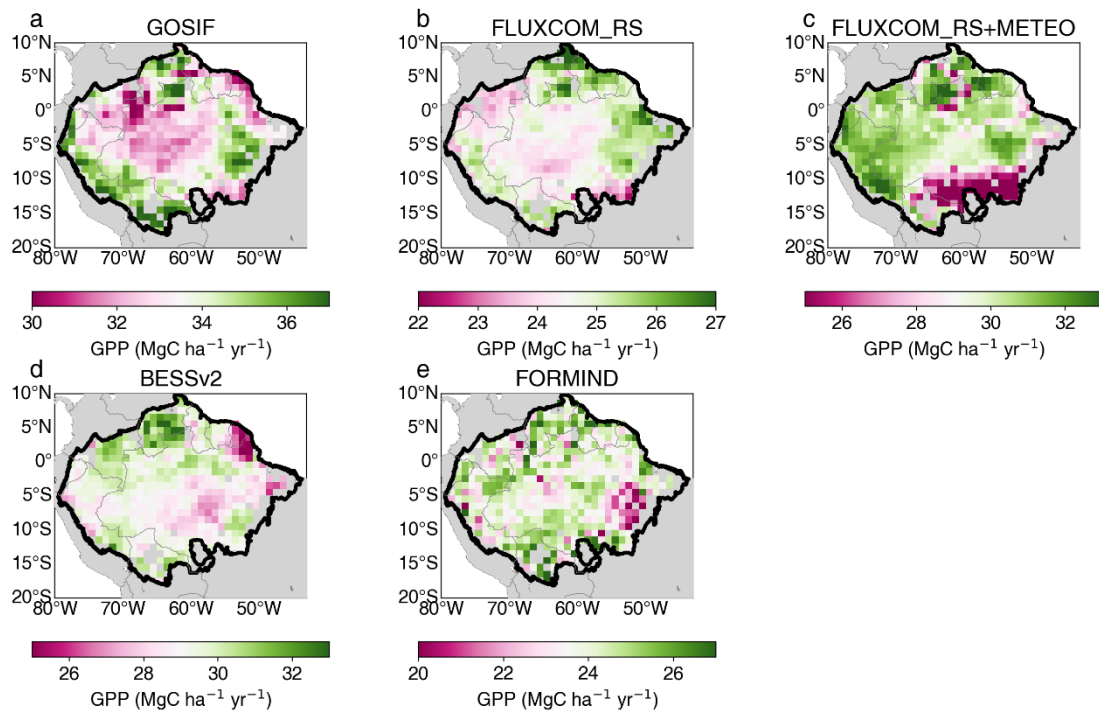 a
GOSIF
b
FLUXCOM_RS
c
FLUXCOM_RS+METEO
10°N
5°N
0°
5°S
10°S
15°S
20°S
80°W 70°W 60°W 50°W
10°N
5°N
0°
5°S
10°S
15°S
20°S
80°W 70°W 60°W 50°W
10°N
5°N
0°
5°S
10°S
15°S
20°S
80°W 70°W 60°W 50°W
30 32 34 36
GPP (MgC ha⁻¹ yr⁻¹)
22 23 24 25 26 27
GPP (MgC ha⁻¹ yr⁻¹)
26 28 30 32
GPP (MgC ha⁻¹ yr⁻¹)
d
BESSv2
e
FORMIND
10°N
5°N
0°
5°S
10°S
15°S
20°S
80°W 70°W 60°W 50°W
10°N
5°N
0°
5°S
10°S
15°S
20°S
80°W 70°W 60°W 50°W
26 28 30 32
GPP (MgC ha⁻¹ yr⁻¹)
20 22 24 26
GPP (MgC ha⁻¹ yr⁻¹)